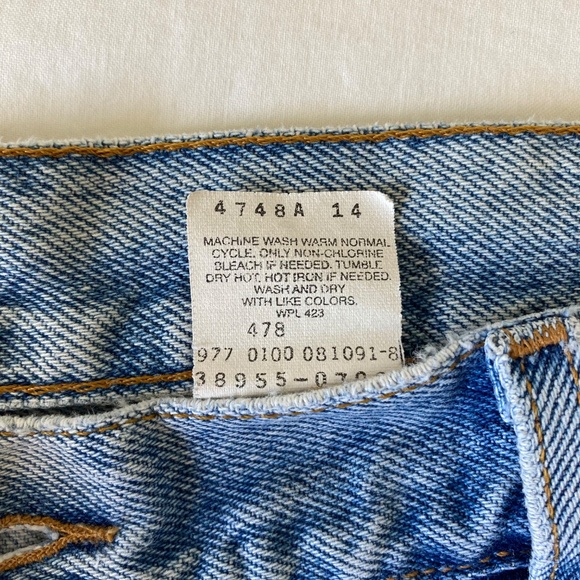 4748A 14
MACHINE WASH WARM NORMAL
CYCLE. ONLY NON-CHLORINE
BLEACH IF NEEDED. TUMBLE
DRY HOT. HOT IRON IF NEEDED.
WASH AND DRY
WITH LIKE COLORS.
WPL 423
478
977 0100 081091-8